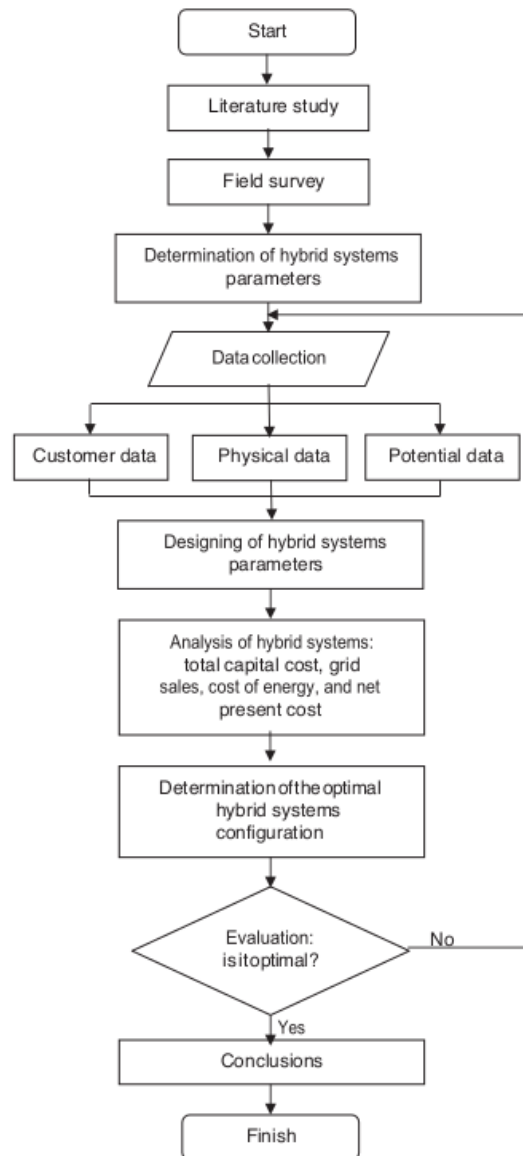 Start
Literature study
Field survey
Determination of hybrid systems
parameters
Data collection
Customer data
Physical data
Potential data
Designing of hybrid systems
parameters
Analysis of hybrid systems:
total capital cost, grid
sales, cost of energy, and net
present cost
Determination of the optimal
hybrid systems
configuration
Evaluation:
is it optimal?
No
Yes
Conclusions
Finish